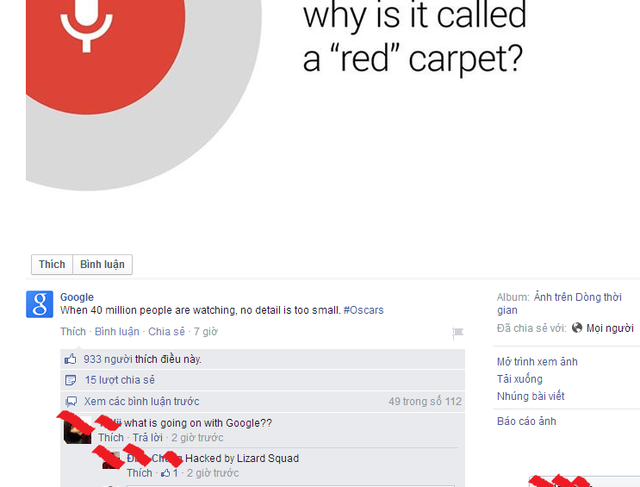 why is it called
a “red” carpet?
Thích Bình luận
Google
When 40 million people are watching, no detail is too small. #Oscars
Thích · Bình luận · Chia sẻ · 7 giờ
933 người thích điều này.
15 lượt chia sẻ
Xem các bình luận trước 49 trong số 112
what is going on with Google??
Thích · Trả lời · 2 giờ trước
Hacked by Lizard Squad
Thích · 1 · 2 giờ trước
Album: Ảnh trên Dòng thời
gian
Đã chia sẻ với: Mọi người
Mở trình xem ảnh
Tải xuống
Nhúng bài viết
Báo cáo ảnh